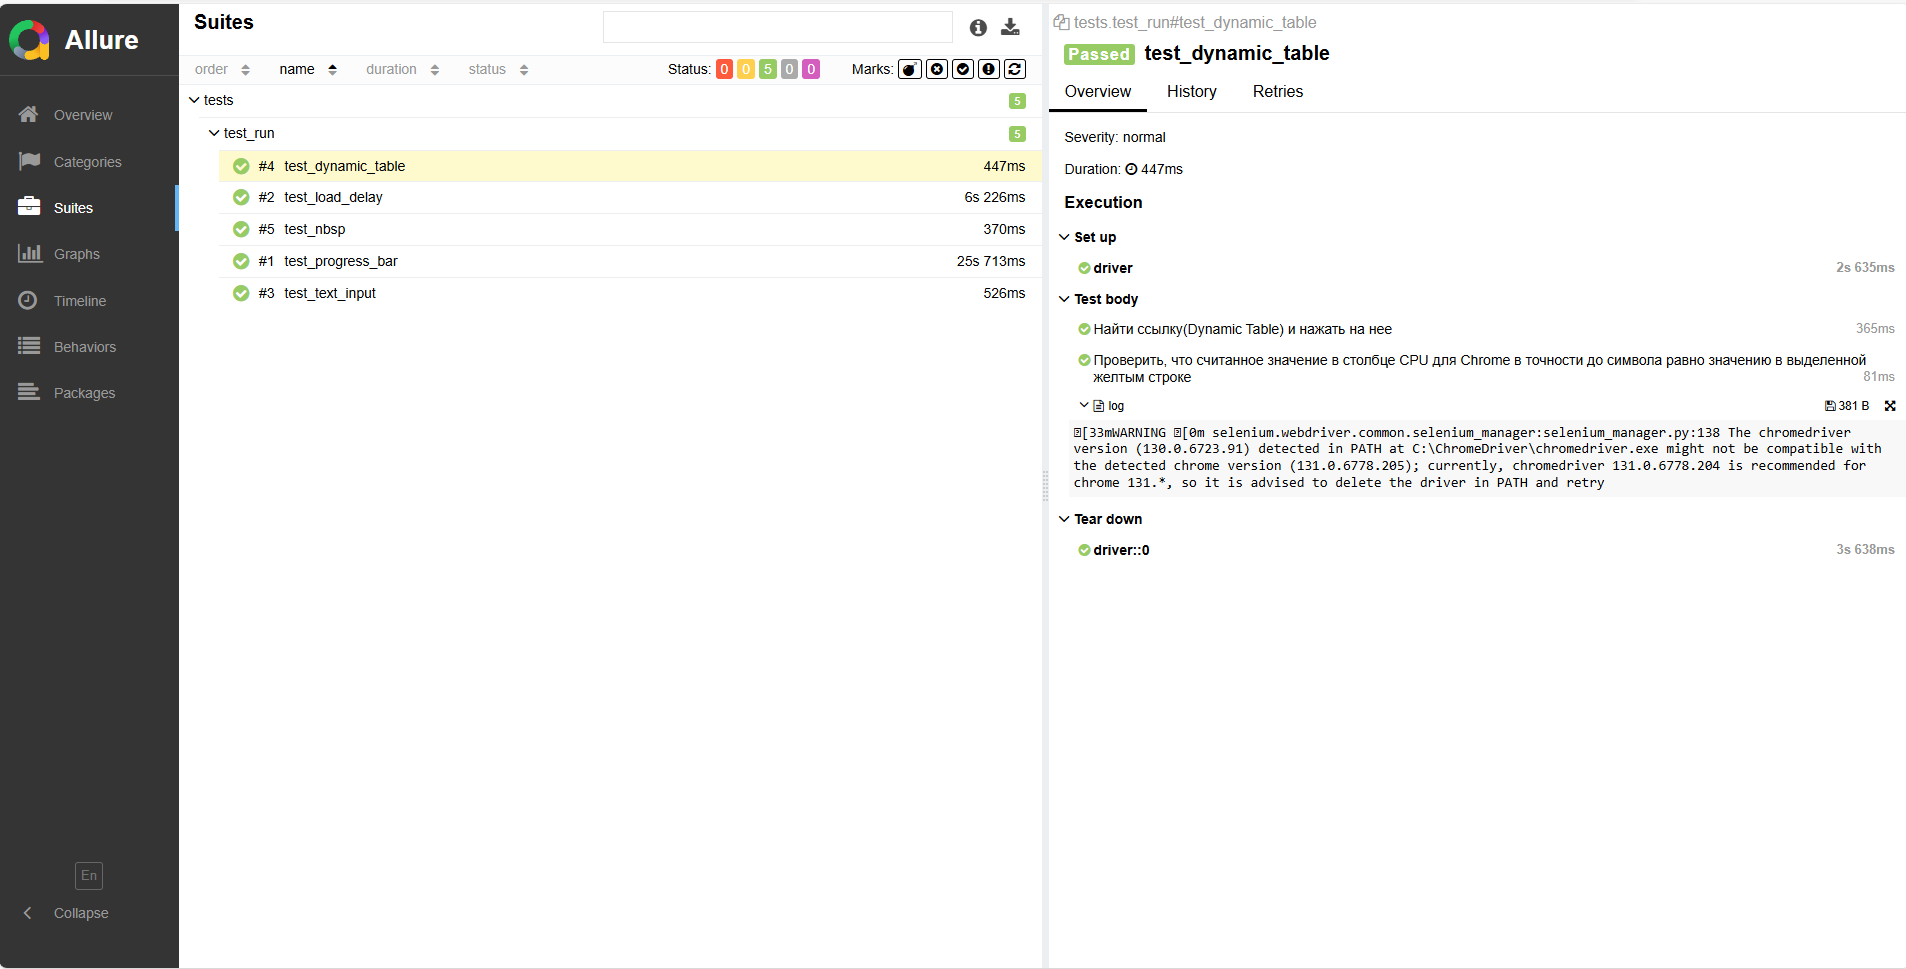 Allure
Overview
Categories
Suites
Graphs
Timeline
Behaviors
Packages
En
Collapse
Suites
order name duration status Status: 0 0 5 0 0 Marks:
tests 5
test_run 5
#4 test_dynamic_table 447ms
#2 test_load_delay 6s 226ms
#5 test_nbsp 370ms
#1 test_progress_bar 25s 713ms
#3 test_text_input 526ms
tests.test_run#test_dynamic_table
Passed test_dynamic_table
Overview History Retries
Severity: normal
Duration: 447ms
Execution
Set up
driver 2s 635ms
Test body
Найти ссылку(Dynamic Table) и нажать на нее 365ms
Проверить, что считанное значение в столбце CPU для Chrome в точности до символа равно значению в выделенной
желтым строке 81ms
log 381 B
[33mWARNING [0m selenium.webdriver.common.selenium_manager:selenium_manager.py:138 The chromedriver
version (130.0.6723.91) detected in PATH at C:\ChromeDriver\chromedriver.exe might not be compatible with
the detected chrome version (131.0.6778.205); currently, chromedriver 131.0.6778.204 is recommended for
chrome 131.*, so it is advised to delete the driver in PATH and retry
Tear down
driver::0 3s 638ms